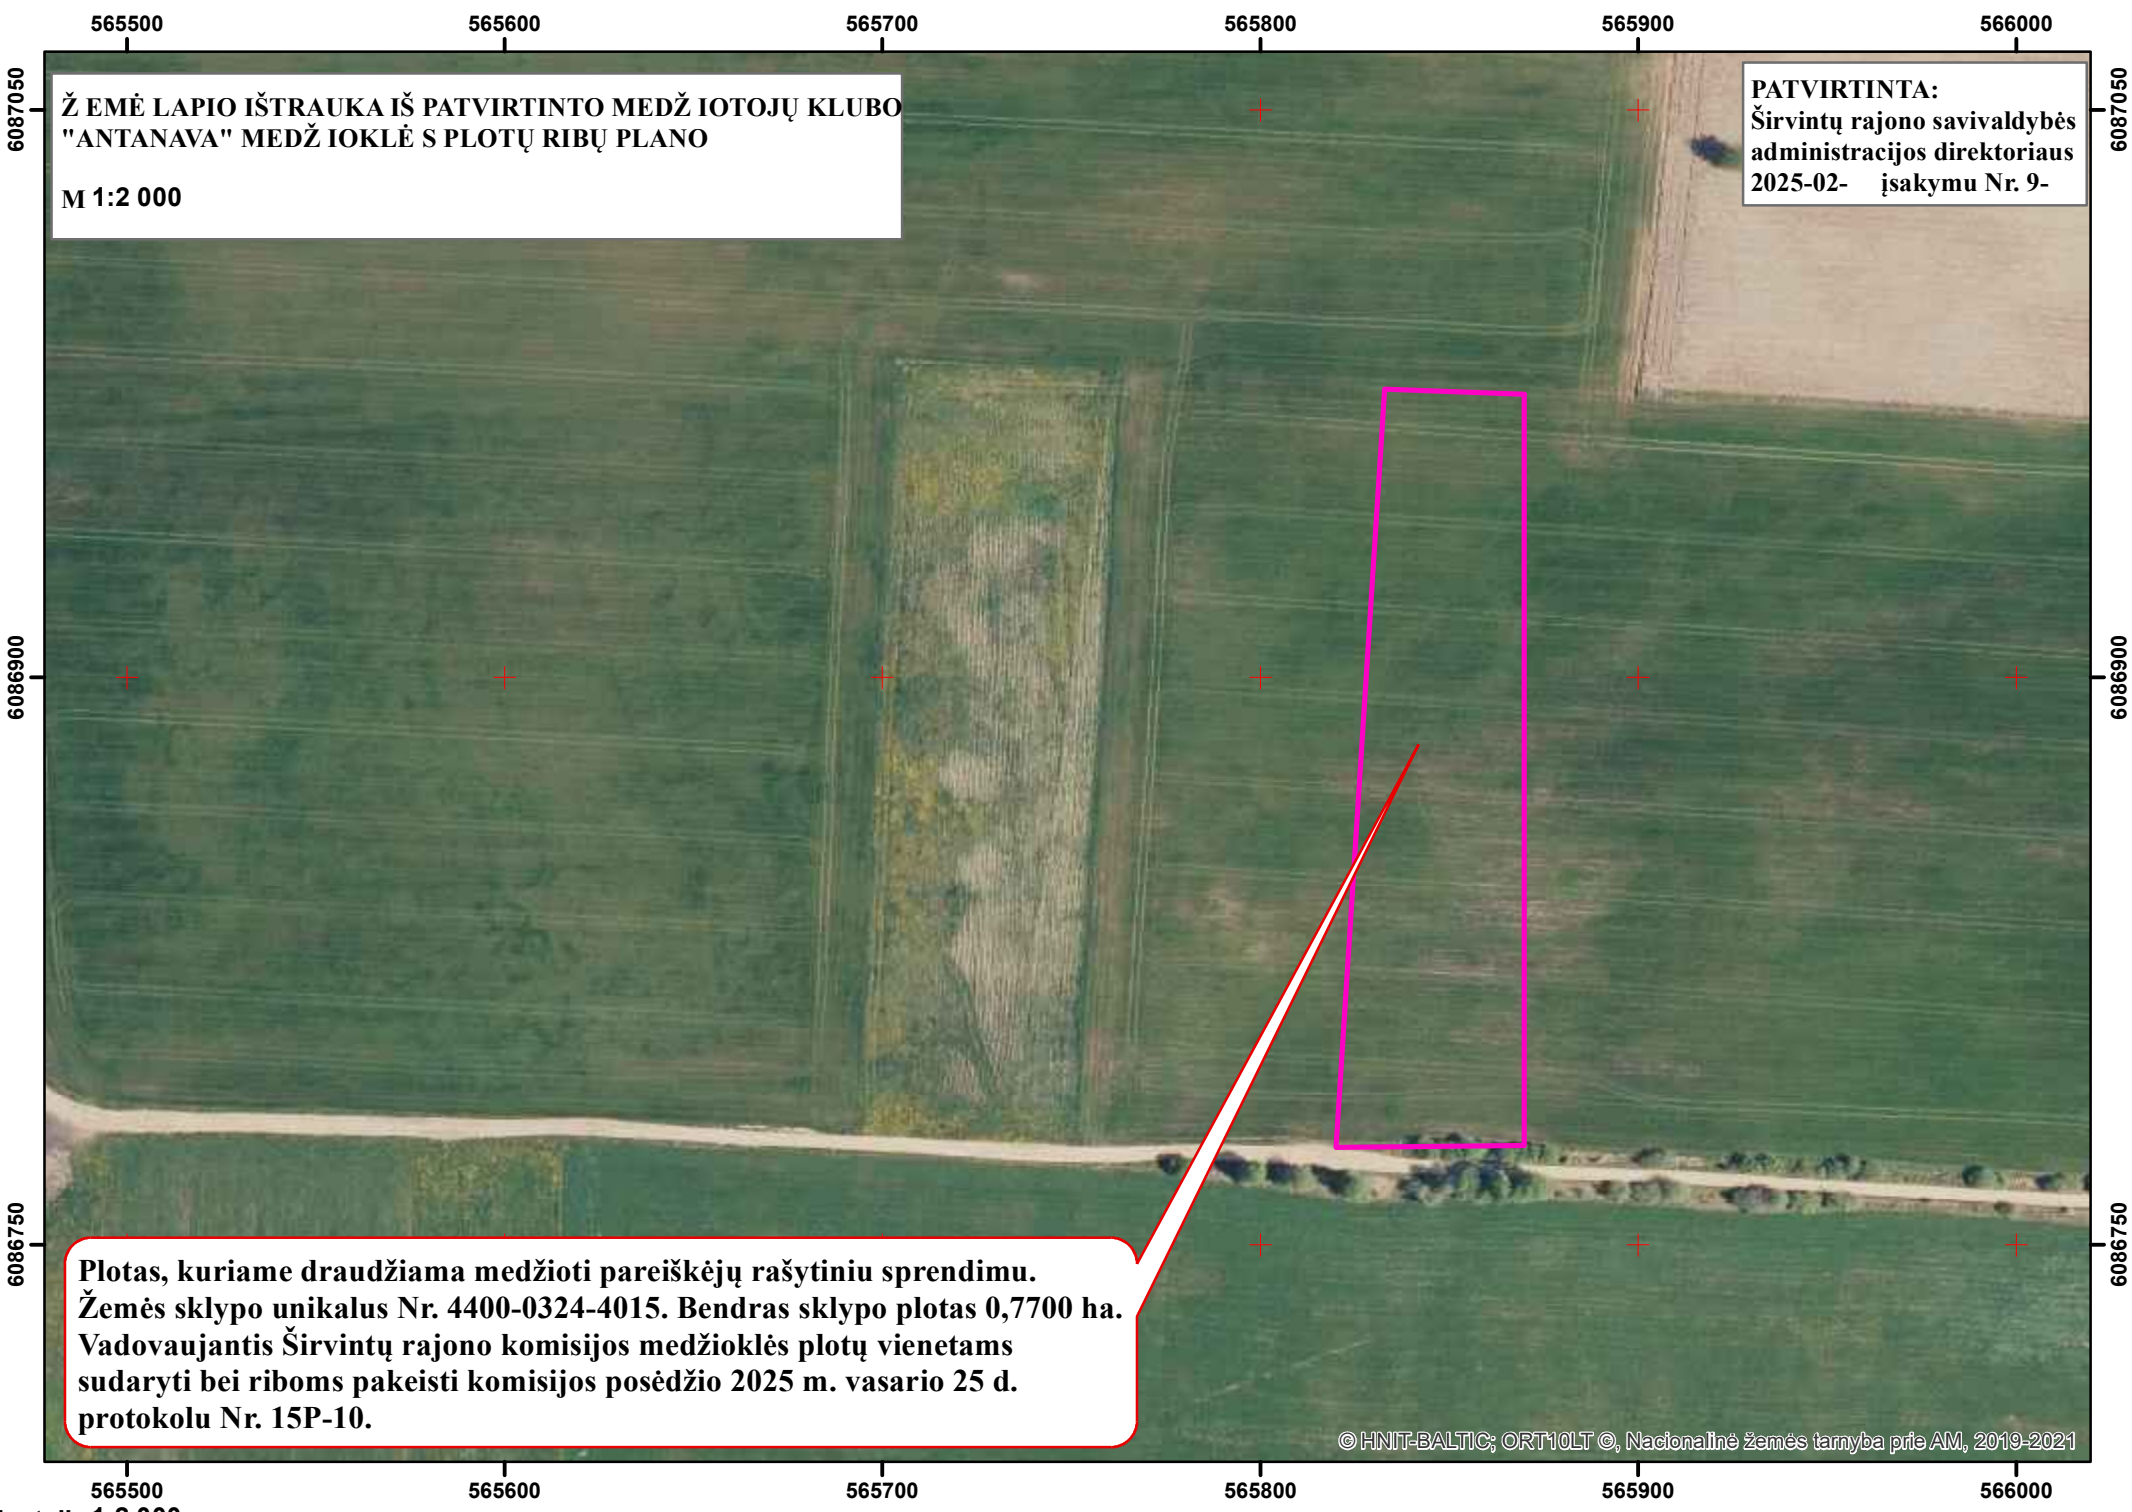 565500 565600 565700 565800 565900 566000
6087050 6087050
Ž EMĖ LAPIO IŠTRAUKA IŠ PATVIRTINTO MEDŽ IOTOJŲ KLUBO
"ANTANAVA" MEDŽ IOKLĖ S PLOTŲ RIBŲ PLANO
M 1:2 000
PATVIRTINTA:
Širvintų rajono savivaldybės
administracijos direktoriaus
2025-02- įsakymu Nr. 9-
6086900 6086900
6086750 6086750
Plotas, kuriame draudžiama medžioti pareiškėjų rašytiniu sprendimu.
Žemės sklypo unikalus Nr. 4400-0324-4015. Bendras sklypo plotas 0,7700 ha.
Vadovaujantis Širvintų rajono komisijos medžioklės plotų vienetams
sudaryti bei riboms pakeisti komisijos posėdžio 2025 m. vasario 25 d.
protokolu Nr. 15P-10.
© HNIT-BALTIC; ORT10LT ©, Nacionalinė žemės tarnyba prie AM, 2019-2021
565500 565600 565700 565800 565900 566000